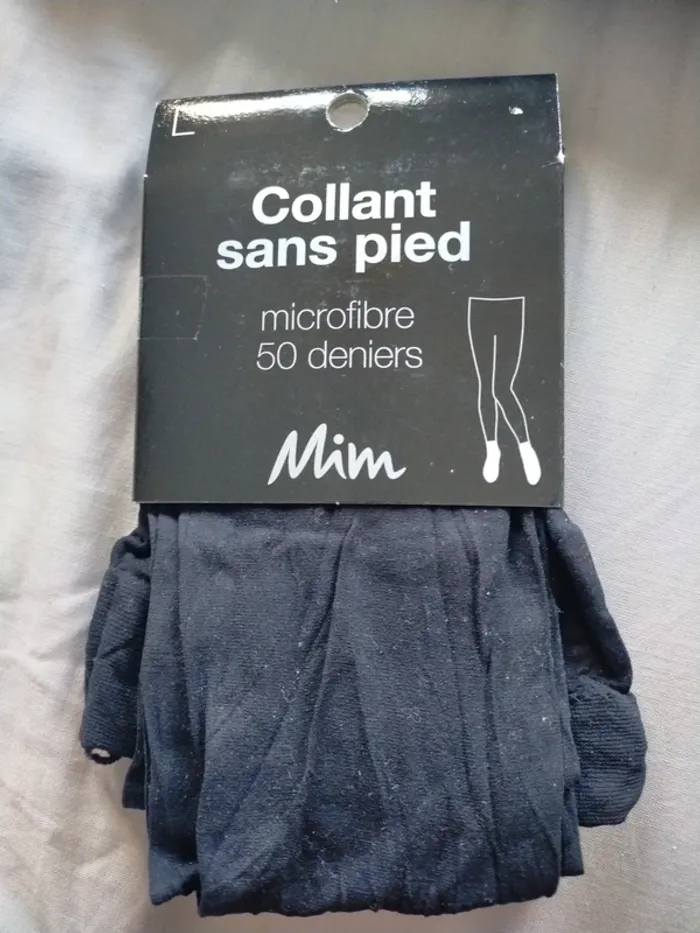 L
Collant
sans pied
microfibre
50 deniers
Mim